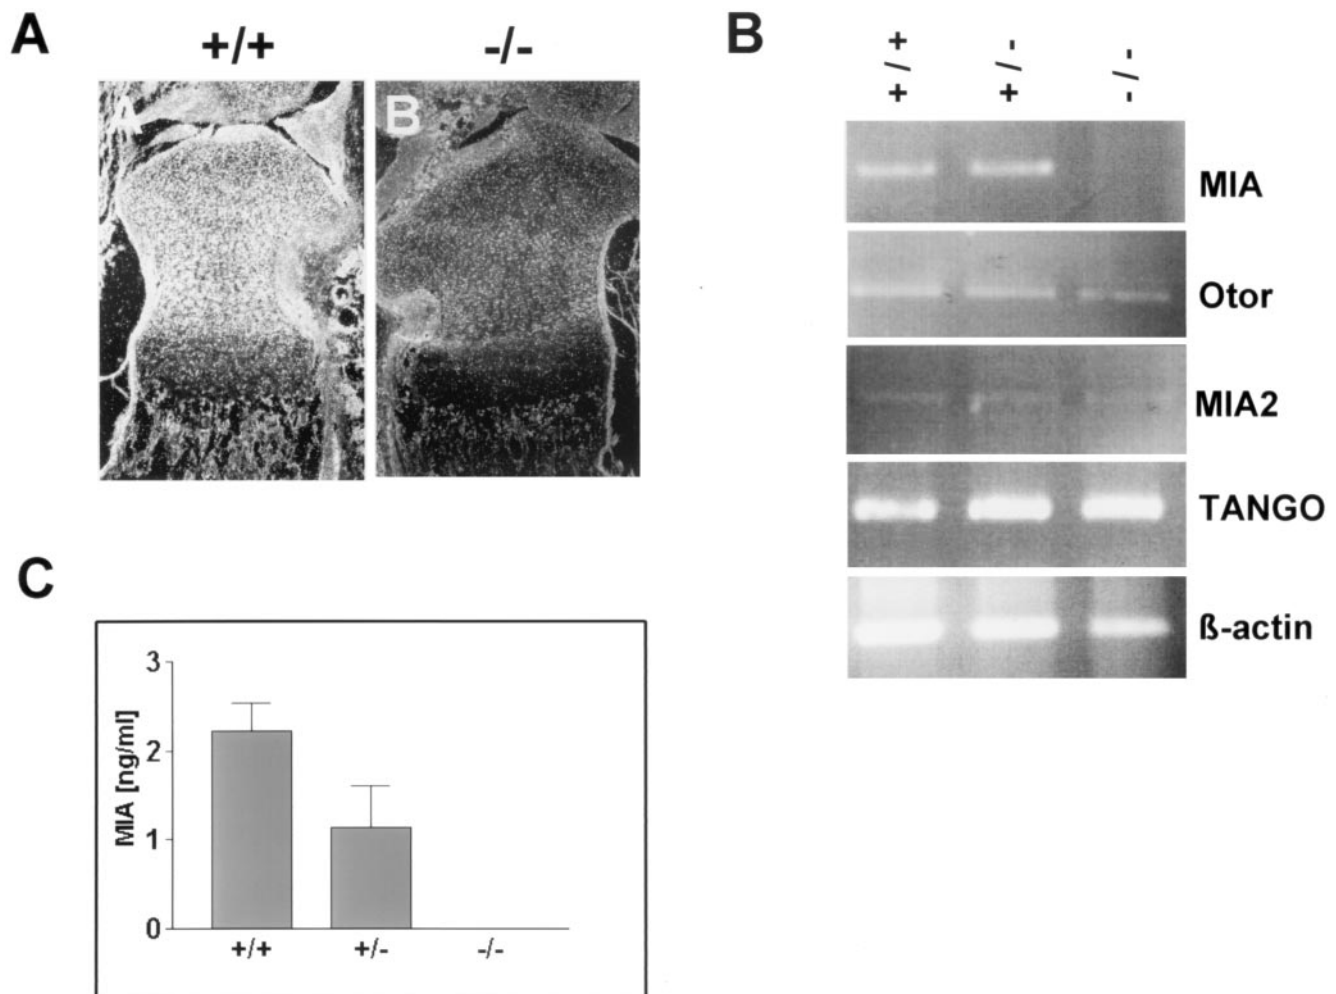 A
+/+
-/-
A
B
B
+/+
+/-
-/-
MIA
Otor
MIA2
TANGO
ß-actin
C
MIA [ng/ml]
3
2
1
0
+/+
+/-
-/-